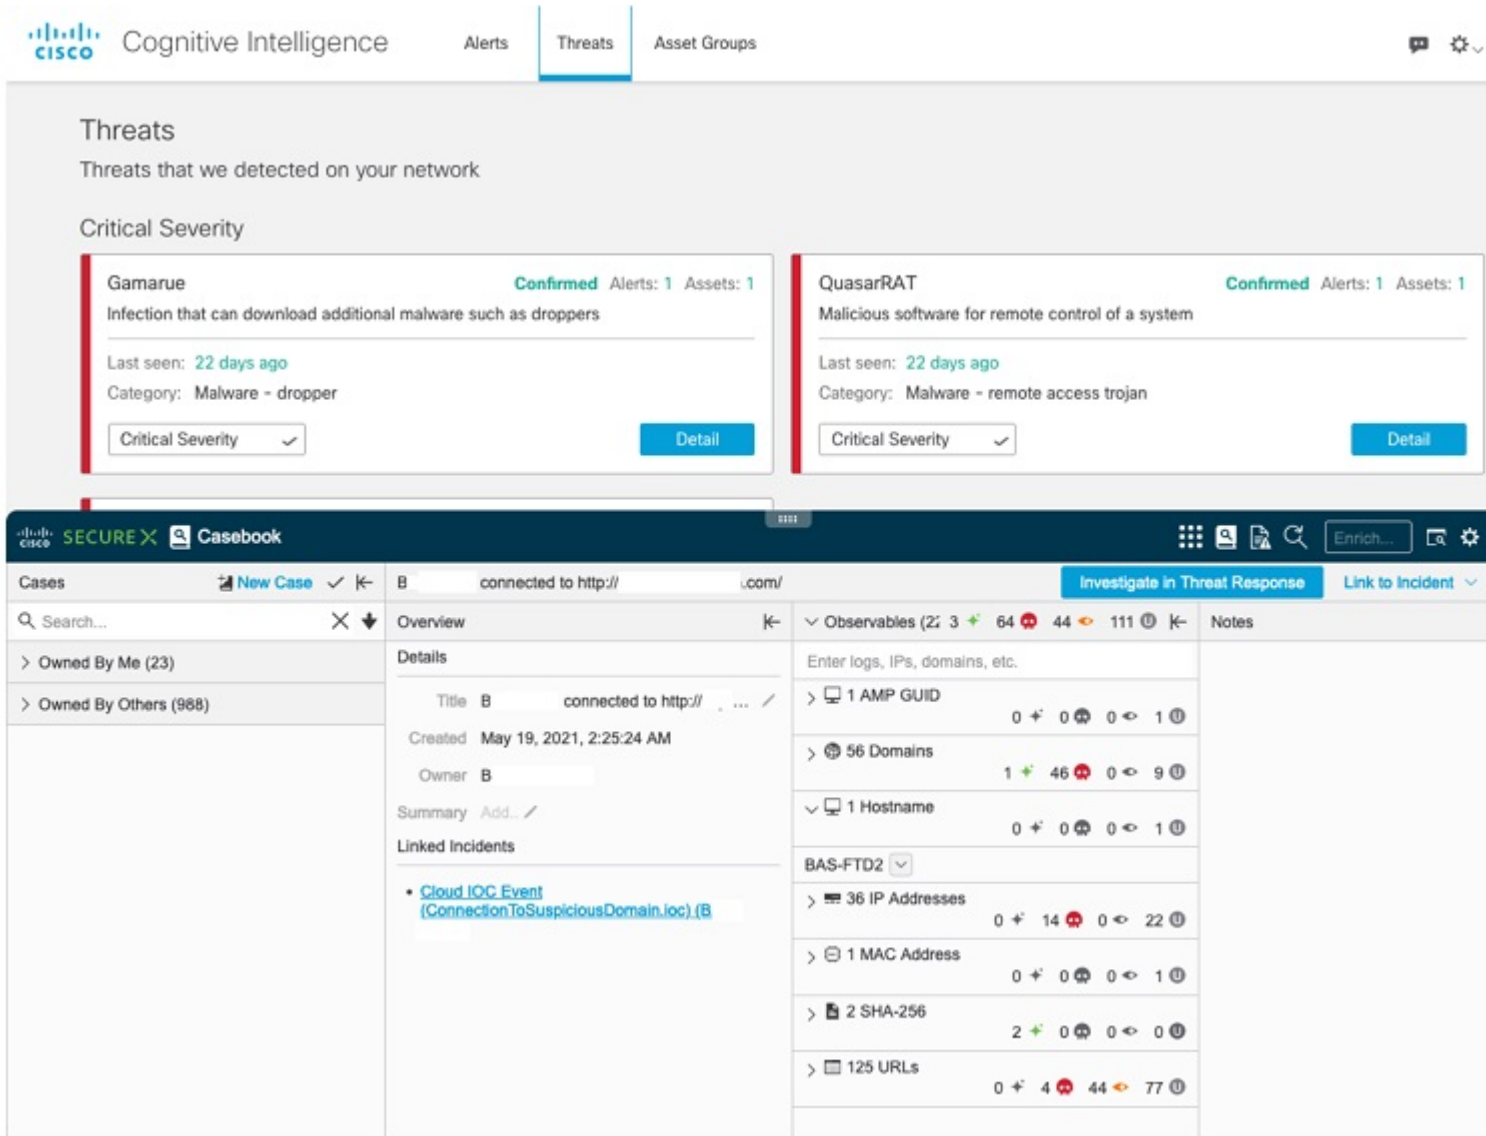 CISCO Cognitive Intelligence Alerts Threats Asset Groups
Threats
Threats that we detected on your network
Critical Severity
Gamarue Confirmed Alerts: 1 Assets: 1
Infection that can download additional malware such as droppers
Last seen: 22 days ago
Category: Malware - dropper
Critical Severity Detail
QuasarRAT Confirmed Alerts: 1 Assets: 1
Malicious software for remote control of a system
Last seen: 22 days ago
Category: Malware - remote access trojan
Critical Severity Detail
CISCO SECUREX Casebook Enrich...
Cases New Case
Search...
Owned By Me (23)
Owned By Others (988)
B connected to http:// .com/ Investigate in Threat Response Link to Incident
Overview
Details
Title B connected to http:// ...
Created May 19, 2021, 2:25:24 AM
Owner B
Summary Add..
Linked Incidents
• Cloud IOC Event
(ConnectionToSuspiciousDomain.ioc) (B
Observables (22 3 64 44 111 U
Enter logs, IPs, domains, etc.
1 AMP GUID
0 0 0 1 U
56 Domains
1 46 0 9 U
1 Hostname
0 0 0 1 U
BAS-FTD2
36 IP Addresses
0 14 0 22 U
1 MAC Address
0 0 0 1 U
2 SHA-256
2 0 0 0 U
125 URLs
0 4 44 77 U
Notes